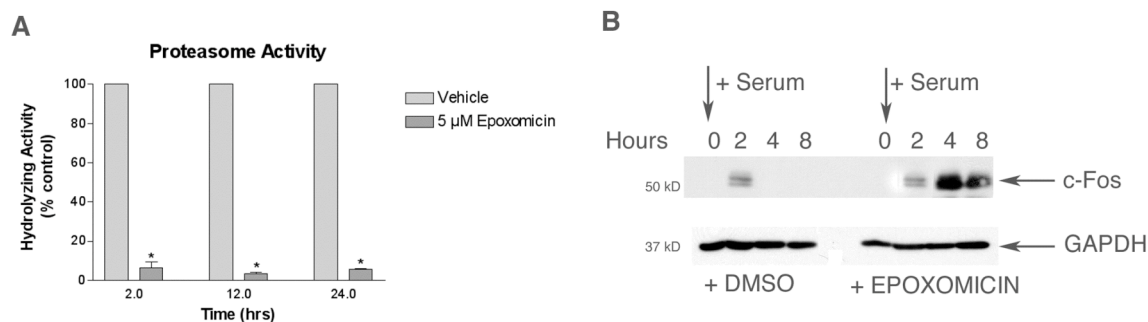 A
Proteasome Activity
Hydrolyzing Activity
(% control)
100
80
60
40
20
0
*
*
*
2.0
12.0
24.0
Time (hrs)
Vehicle
5 µM Epoxomicin
B
+ Serum
+ Serum
Hours
0 2 4 8
0 2 4 8
50 kD
c-Fos
37 kD
GAPDH
+ DMSO
+ EPOXOMICIN